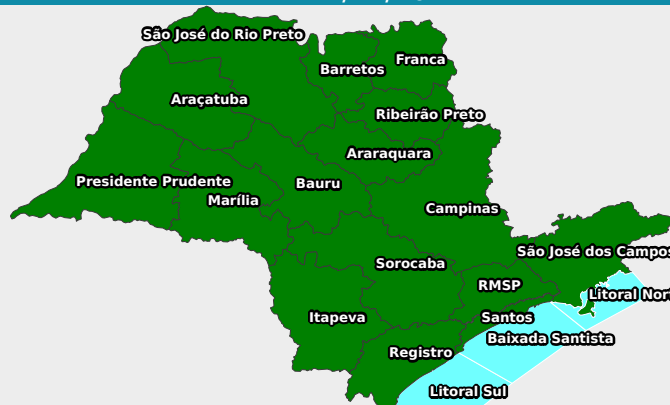 São José do Rio Preto
Franca
Barretos
Araçatuba
Ribeirão Preto
Araraquara
Presidente Prudente
Bauru
Marília
Campinas
São José dos Campos
Sorocaba
RMSP
Litoral Nort
Itapeva
Santos
Baixada Santista
Registro
Litoral Sul